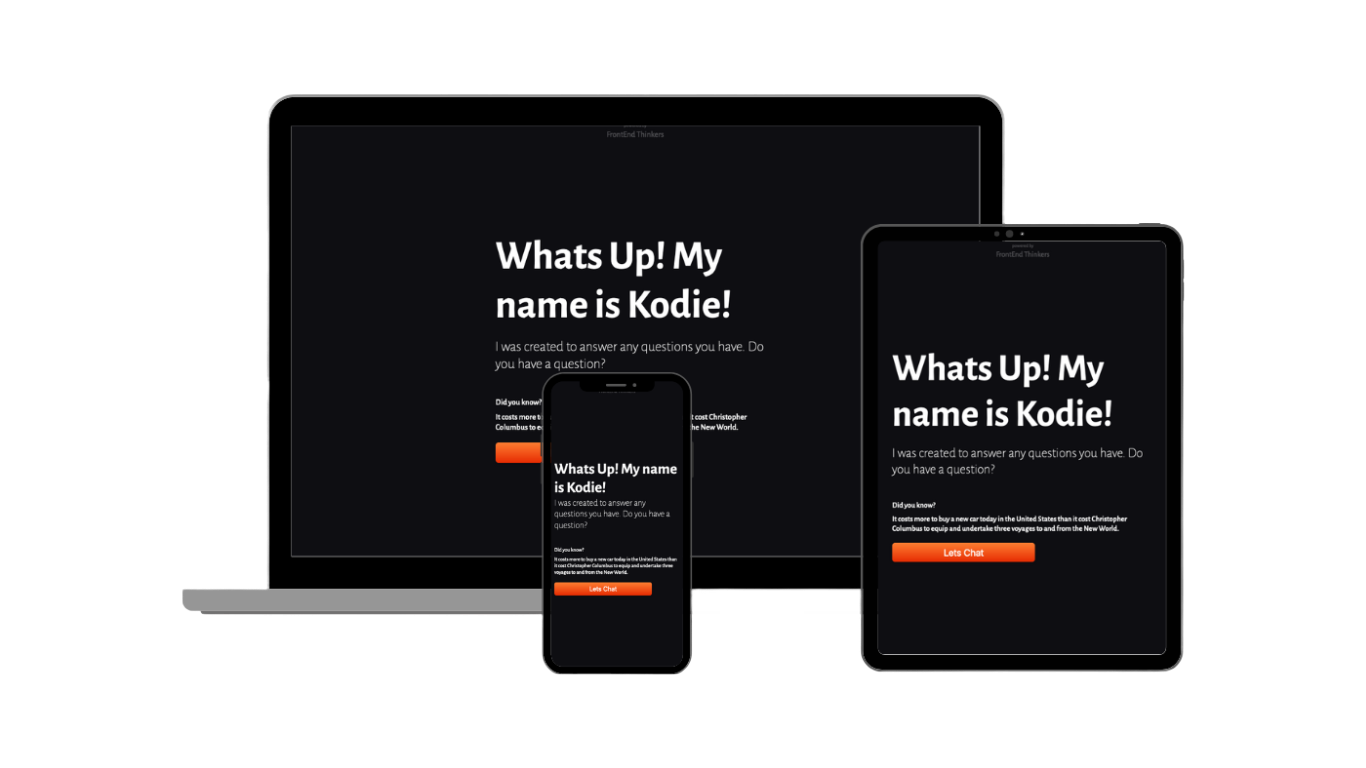 FrontEnd Thinkers
Whats Up! My
name is Kodie!
I was created to answer any questions you have. Do
you have a question?
Did you know?
It costs more t
t cost Christopher
Columbus to e
he New World.
Whats Up! My name
is Kodie!
I was created to answer any
questions you have. Do you have a
question?
Did you know?
It costs more to buy a new car today in the United States than
it cost Christopher Columbus to equip and undertake three
voyages to and from the New World.
Lets Chat
powered by
FrontEnd Thinkers
Whats Up! My
name is Kodie!
I was created to answer any questions you have. Do
you have a question?
Did you know?
It costs more to buy a new car today in the United States than it cost Christopher
Columbus to equip and undertake three voyages to and from the New World.
Lets Chat